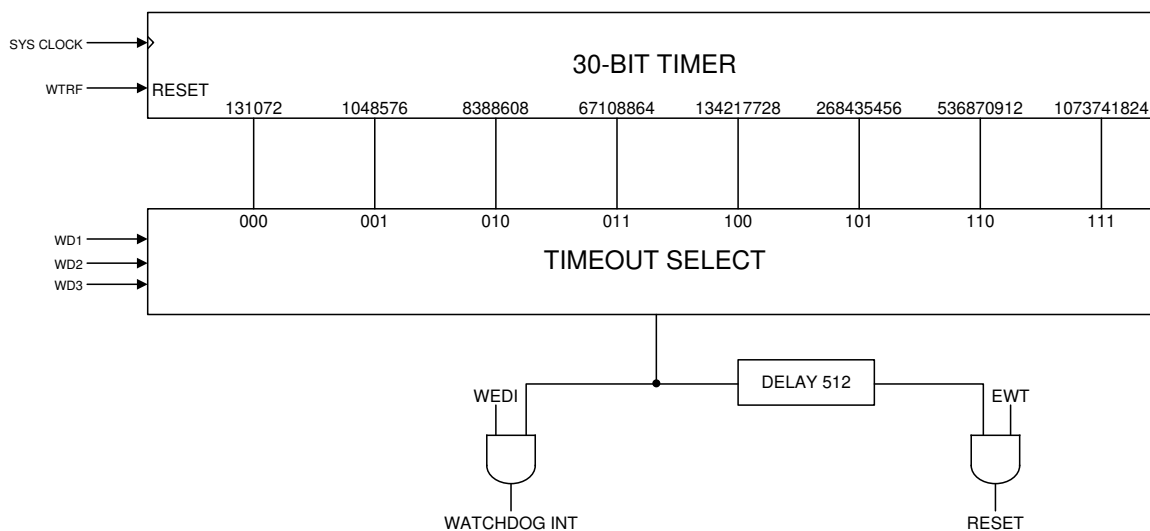 SYS CLOCK
30-BIT TIMER
WTRF
RESET
131072 1048576 8388608 67108864 134217728 268435456 536870912 1073741824
000 001 010 011 100 101 110 111
WD1
WD2
TIMEOUT SELECT
WD3
DELAY 512
WEDI EWT
WATCHDOG INT RESET